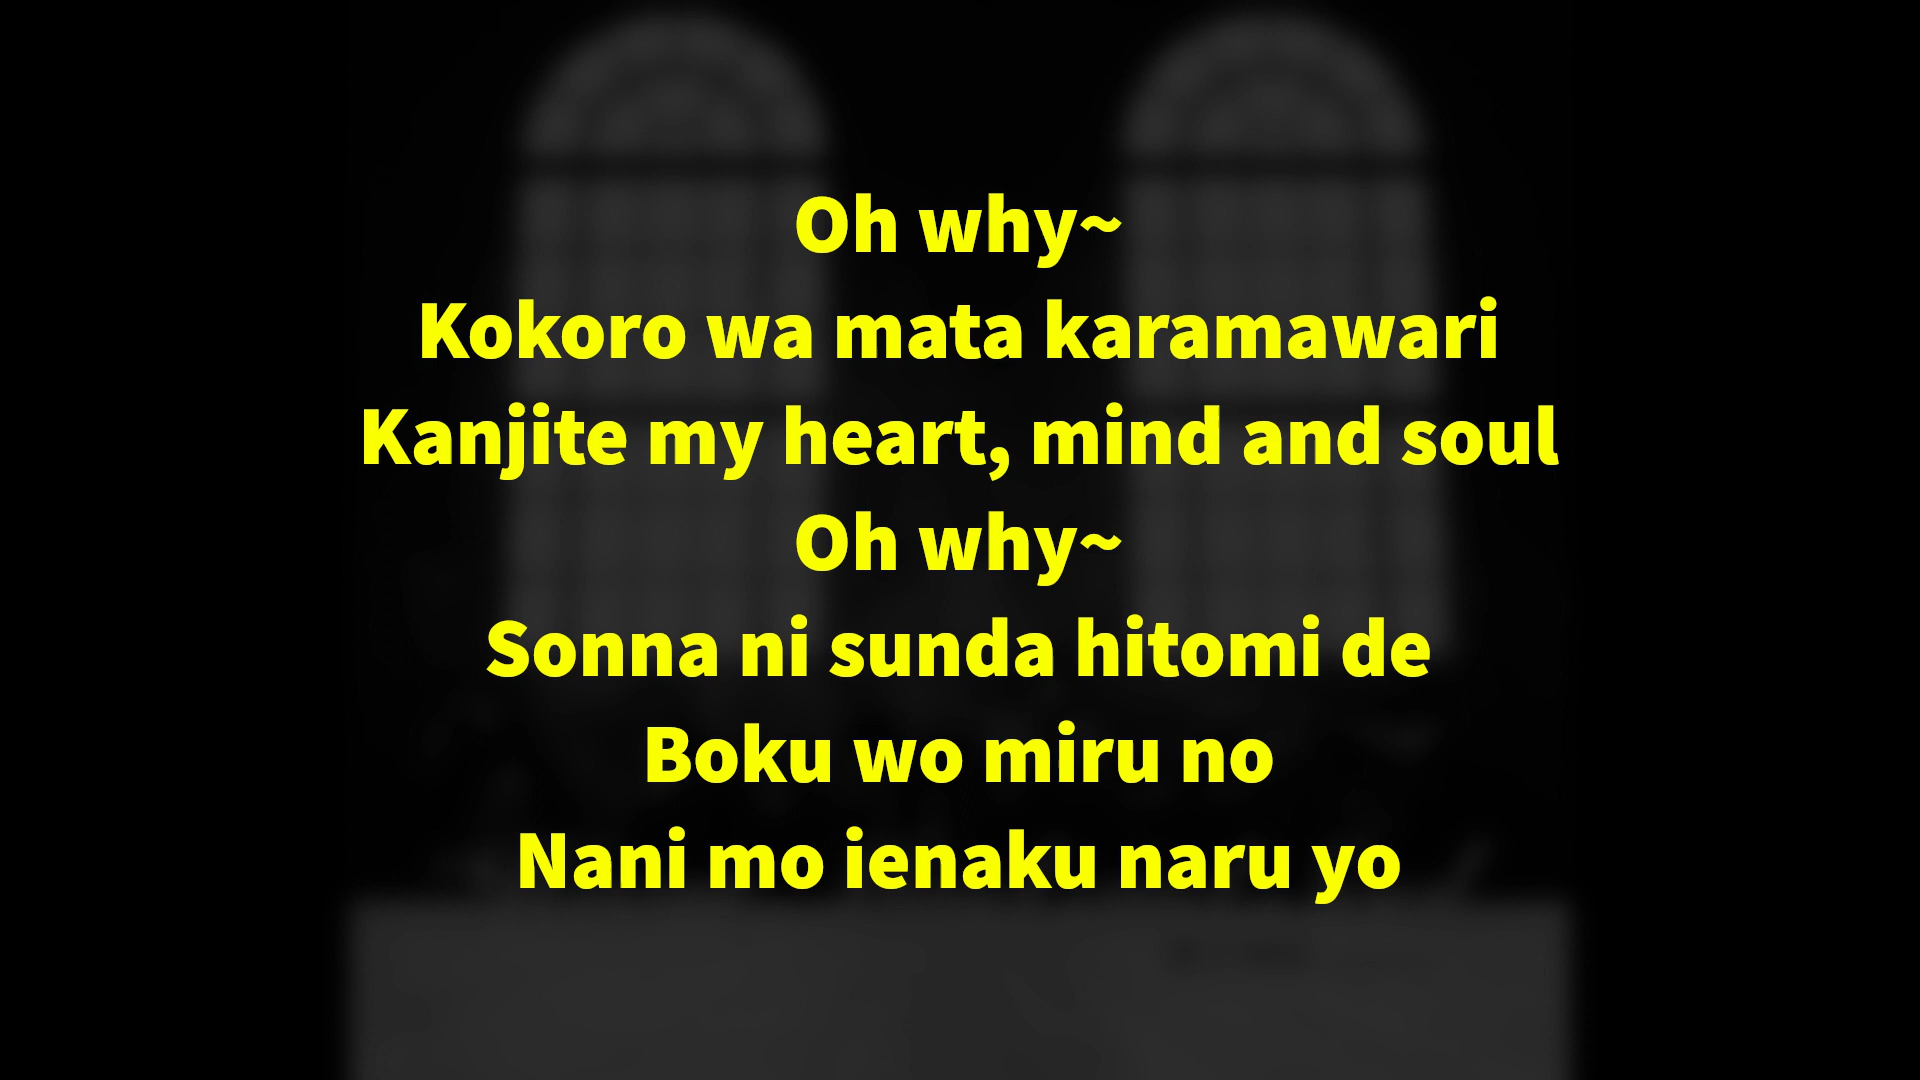 Oh why~
Kokoro wa mata karamawari
Kanjite my heart, mind and soul
Oh why~
Sonna ni sunda hitomi de
Boku wo miru no
Nani mo ienaku naru yo